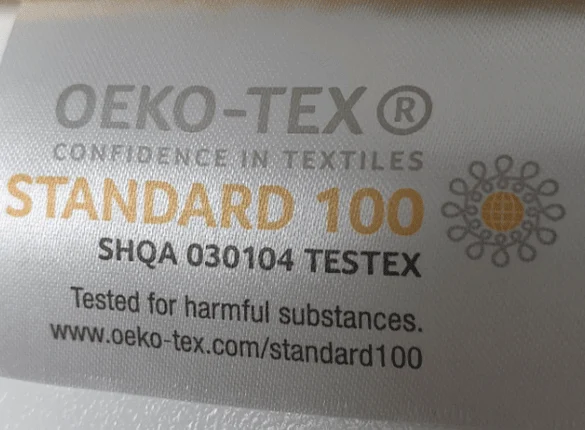 OEKO-TEX®
CONFIDENCE IN TEXTILES
STANDARD 100
SHQA 030104 TESTEX
Tested for harmful substances.
www.oeko-tex.com/standard100